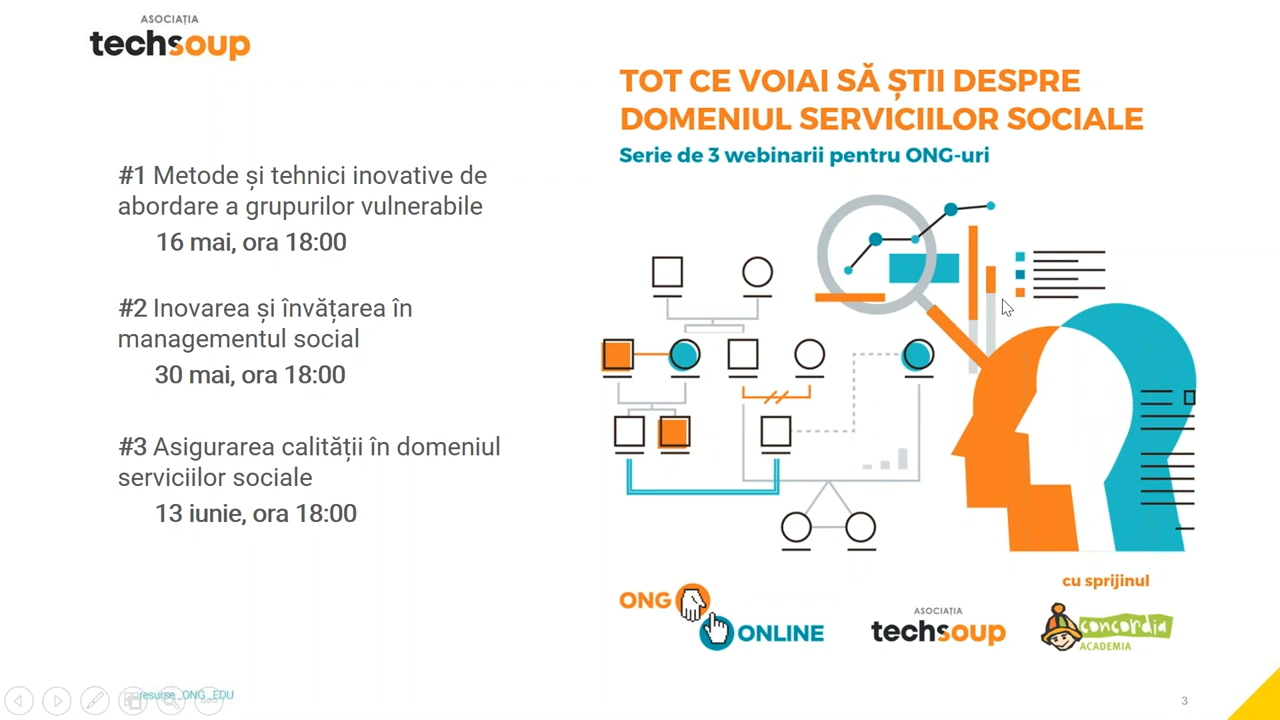 ASOCIAȚIA
techsoup
TOT CE VOIAI SĂ ȘTII DESPRE
DOMENIUL SERVICIILOR SOCIALE
Serie de 3 webinarii pentru ONG-uri
#1 Metode și tehnici inovative de
abordare a grupurilor vulnerabile
16 mai, ora 18:00
#2 Inovarea și învățarea în
managementul social
30 mai, ora 18:00
#3 Asigurarea calității în domeniul
serviciilor sociale
13 iunie, ora 18:00
cu sprijinul
ONG
ONLINE
ASOCIAȚIA
techsoup
concordia
ACADEMIA
resurse_ONG_EDU
3